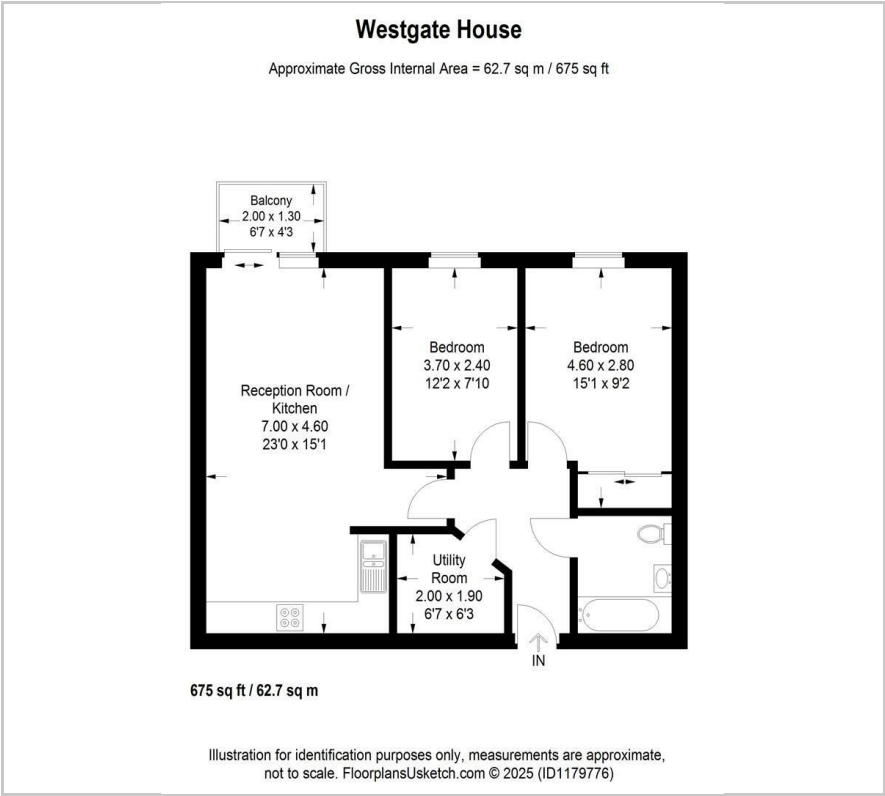 Westgate House
Approximate Gross Internal Area = 62.7 sq m / 675 sq ft
Balcony
2.00 x 1.30
6'7 x 4'3
Bedroom
3.70 x 2.40
12'2 x 7'10
Bedroom
4.60 x 2.80
15'1 x 9'2
Reception Room /
Kitchen
7.00 x 4.60
23'0 x 15'1
Utility
Room
2.00 x 1.90
6'7 x 6'3
IN
675 sq ft / 62.7 sq m
Illustration for identification purposes only, measurements are approximate,
not to scale. FloorplansUsketch.com © 2025 (ID1179776)